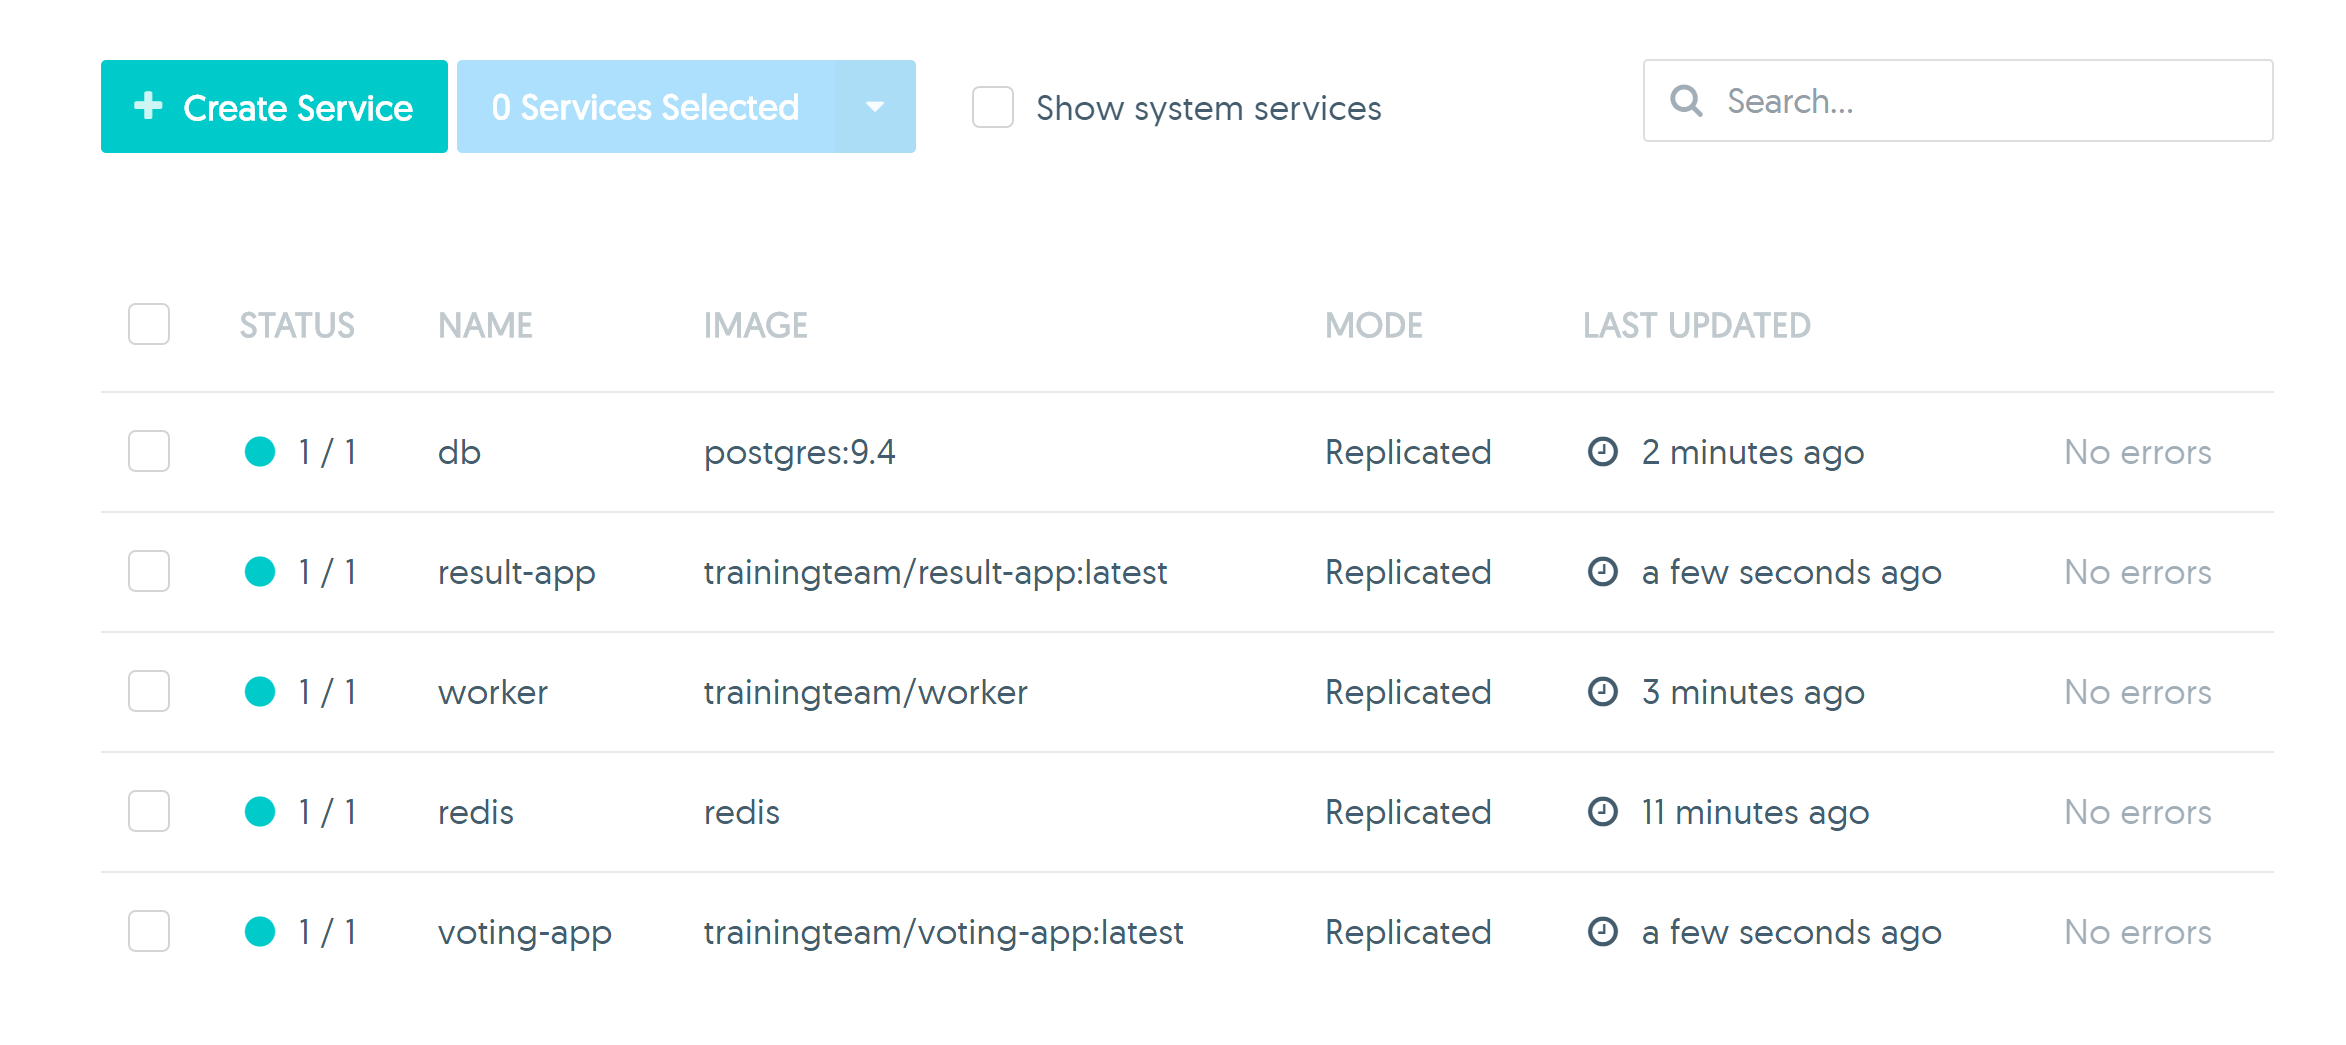 Create Service 0 Services Selected Show system services Search...
STATUS NAME IMAGE MODE LAST UPDATED
1 / 1 db postgres:9.4 Replicated 2 minutes ago No errors
1 / 1 result-app trainingteam/result-app:latest Replicated a few seconds ago No errors
1 / 1 worker trainingteam/worker Replicated 3 minutes ago No errors
1 / 1 redis redis Replicated 11 minutes ago No errors
1 / 1 voting-app trainingteam/voting-app:latest Replicated a few seconds ago No errors